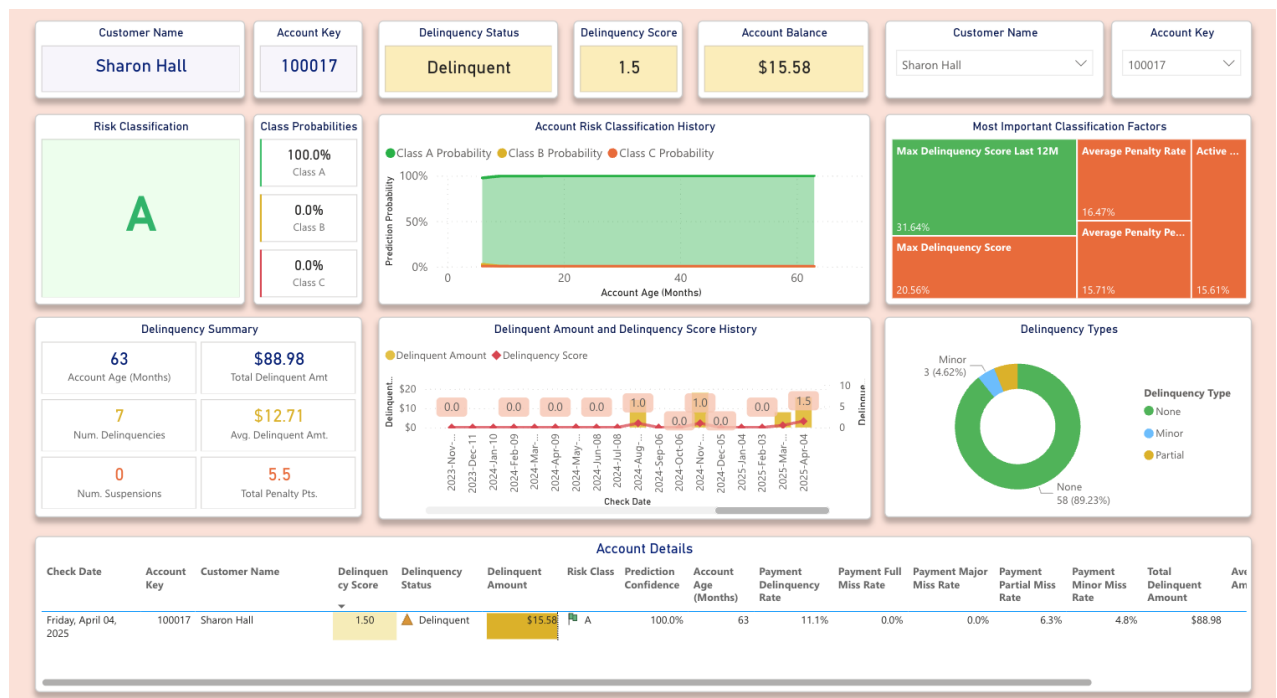 Customer Name
Sharon Hall
Account Key
100017
Delinquency Status
Delinquent
Delinquency Score
1.5
Account Balance
$15.58
Customer Name
Sharon Hall
Account Key
100017
Risk Classification
A
Class Probabilities
100.0%
Class A
0.0%
Class B
0.0%
Class C
Account Risk Classification History
Class A Probability Class B Probability Class C Probability
Prediction Probability
100%
50%
0%
0 20 40 60
Account Age (Months)
Most Important Classification Factors
Max Delinquency Score Last 12M
31.64%
Max Delinquency Score
20.56%
Average Penalty Rate
16.47%
Average Penalty Pe...
15.71%
Active ...
15.61%
Delinquency Summary
63
Account Age (Months)
$88.98
Total Delinquent Amt
7
Num. Delinquencies
$12.71
Avg. Delinquent Amt.
0
Num. Suspensions
5.5
Total Penalty Pts.
Delinquent Amount and Delinquency Score History
Delinquent Amount Delinquency Score
Delinquent...
$20
$10
$0
10
5
0
0.0 0.0 0.0 0.0 1.0 0.0 1.0 0.0 0.0 1.5
2023-Nov-...
2023-Dec-11
2024-Jan-10
2024-Feb-09
2024-Mar-...
2024-Apr-09
2024-May-...
2024-Jun-08
2024-Jul-08
2024-Aug-...
2024-Sep-06
2024-Oct-06
2024-Nov-...
2024-Dec-05
2025-Jan-04
2025-Feb-03
2025-Mar-...
2025-Apr-04
Check Date
Delinquency Types
Minor
3 (4.62%)
None
58 (89.23%)
Delinquency Type
None
Minor
Partial
Account Details
Check Date
Account
Key
Customer Name
Delinquen
cy Score
Delinquency
Status
Delinquent
Amount
Risk Class
Prediction
Confidence
Account
Age
(Months)
Payment
Delinquency
Rate
Payment Full
Miss Rate
Payment Major
Miss Rate
Payment
Partial Miss
Rate
Payment
Minor Miss
Rate
Total
Delinquent
Amount
Friday, April 04,
2025
100017 Sharon Hall 1.50 Delinquent $15.58 A 100.0% 63 11.1% 0.0% 0.0% 6.3% 4.8% $88.98